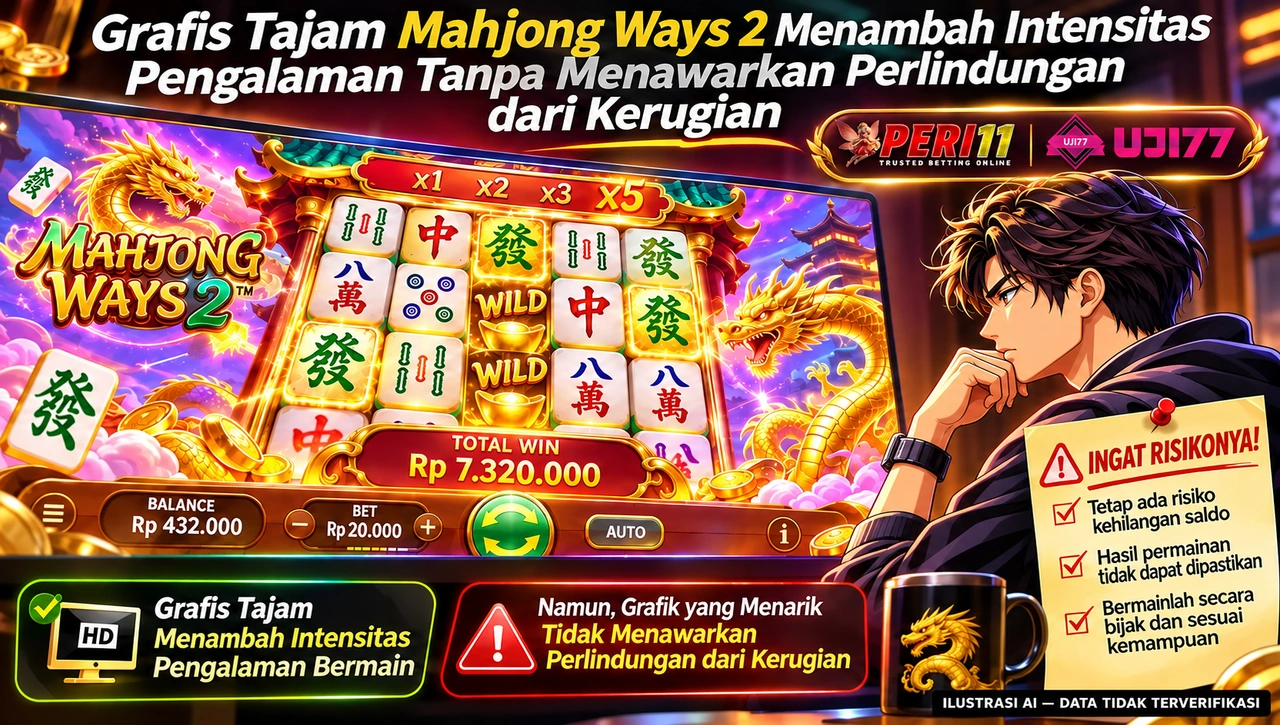 Grafis Tajam Mahjong Ways 2 Menambah Intensitas
Pengalaman Tanpa Menawarkan Perlindungan
dari Kerugian
PERI11
TRUSTED BETTING ONLINE
UJI77
UJI77
x1 x2 x3 x5
MAHJONG
WAYS 2™
發
中
發
發
八
萬
WILD
中
發
發
WILD
八
萬
八
萬
發
中
TOTAL WIN
Rp 7.320.000
BALANCE
Rp 432.000
BET
Rp 20.000
− +
AUTO
i
INGAT RISIKONYA!
Tetap ada risiko
kehilangan saldo
Hasil permainan
tidak dapat dipastikan
Bermainlah secara
bijak dan sesuai
kemampuan
HD
Grafis Tajam
Menambah Intensitas
Pengalaman Bermain
Namun, Grafik yang Menarik
Tidak Menawarkan
Perlindungan dari Kerugian
ILUSTRASI AI — DATA TIDAK TERVERIFIKASI